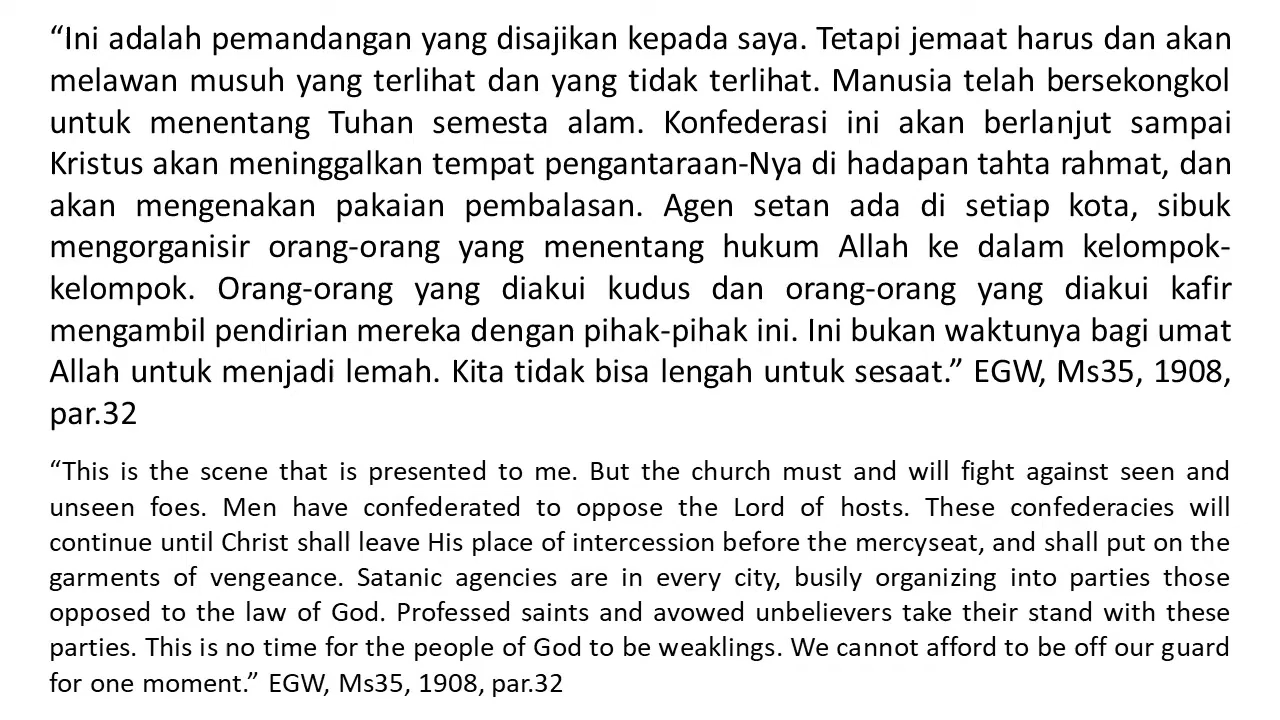 “Ini adalah pemandangan yang disajikan kepada saya. Tetapi jemaat harus dan akan
melawan musuh yang terlihat dan yang tidak terlihat. Manusia telah bersekongkol
untuk menentang Tuhan semesta alam. Konfederasi ini akan berlanjut sampai
Kristus akan meninggalkan tempat pengantaraan-Nya di hadapan tahta rahmat, dan
akan mengenakan pakaian pembalasan. Agen setan ada di setiap kota, sibuk
mengorganisir orang-orang yang menentang hukum Allah ke dalam kelompok-
kelompok. Orang-orang yang diakui kudus dan orang-orang yang diakui kafir
mengambil pendirian mereka dengan pihak-pihak ini. Ini bukan waktunya bagi umat
Allah untuk menjadi lemah. Kita tidak bisa lengah untuk sesaat.” EGW, Ms35, 1908,
par.32
“This is the scene that is presented to me. But the church must and will fight against seen and
unseen foes. Men have confederated to oppose the Lord of hosts. These confederacies will
continue until Christ shall leave His place of intercession before the mercyseat, and shall put on the
garments of vengeance. Satanic agencies are in every city, busily organizing into parties those
opposed to the law of God. Professed saints and avowed unbelievers take their stand with these
parties. This is no time for the people of God to be weaklings. We cannot afford to be off our guard
for one moment.” EGW, Ms35, 1908, par.32